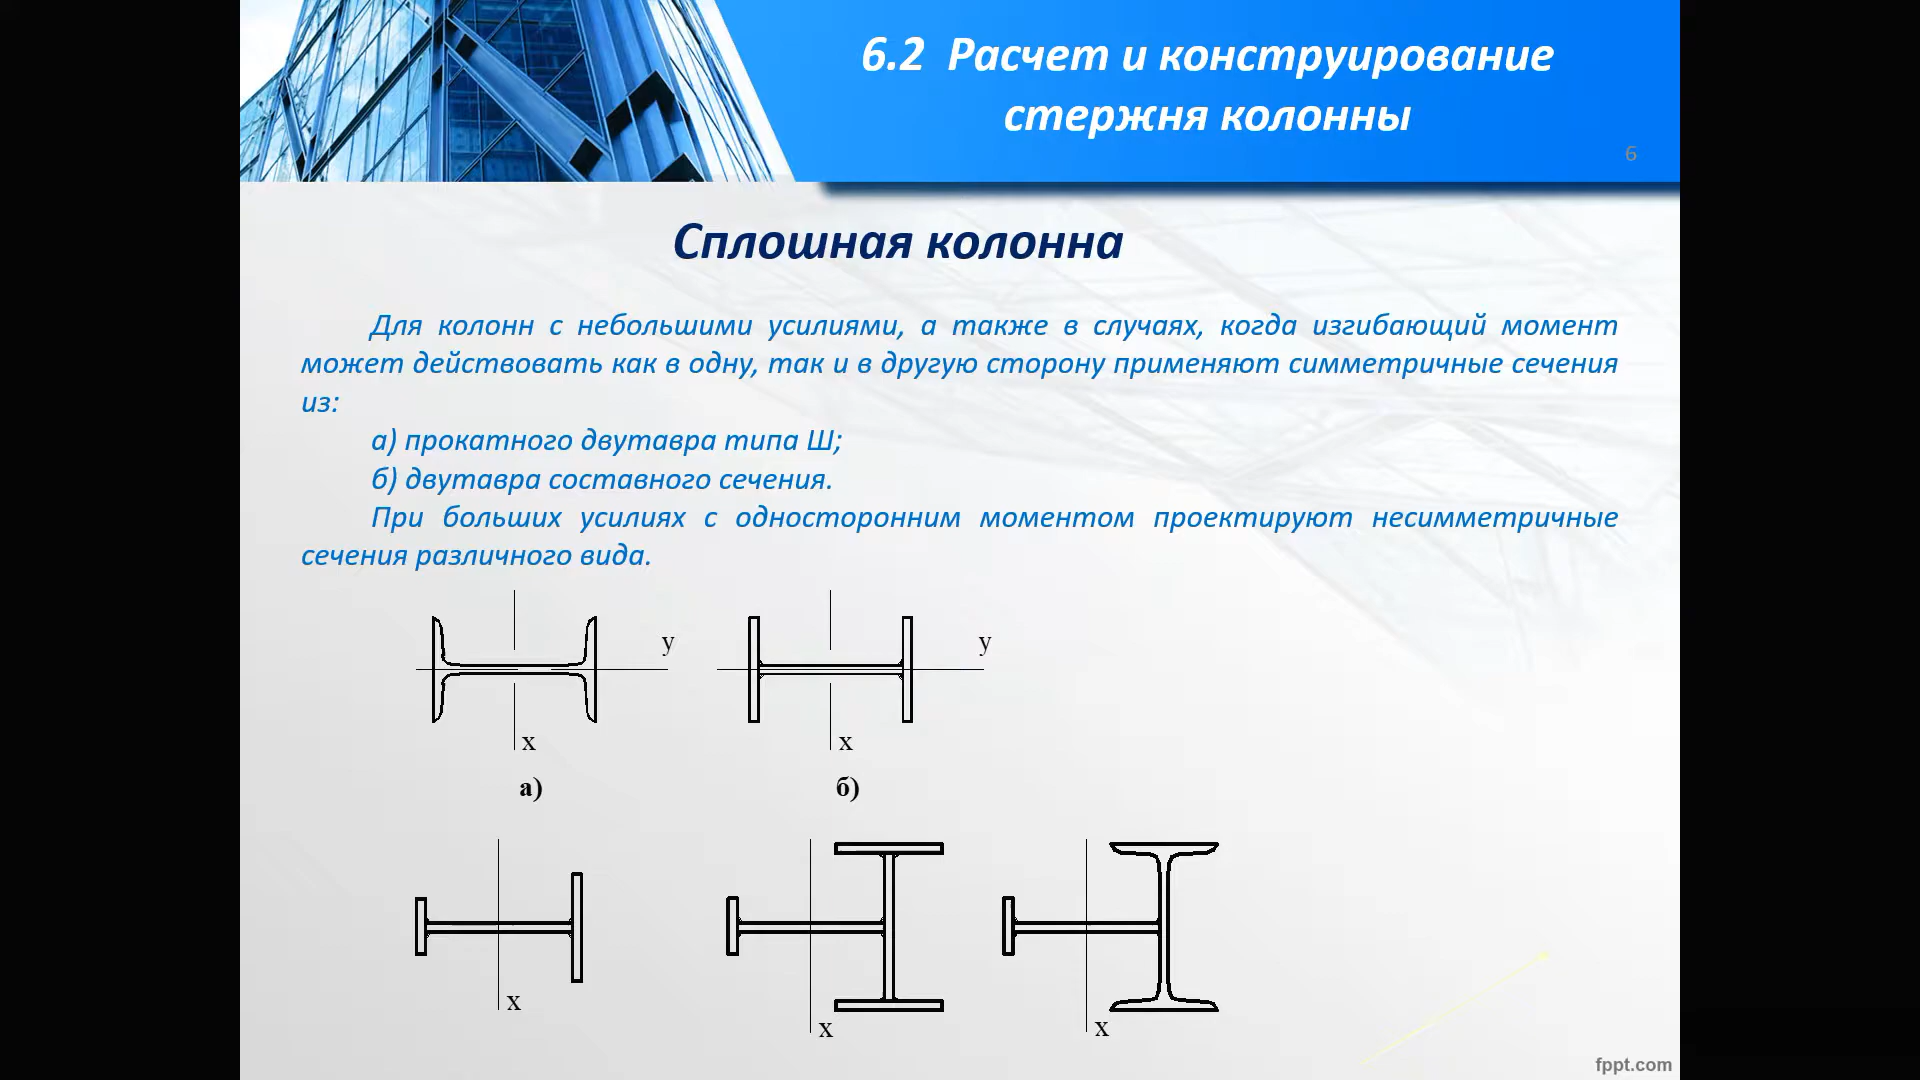 6.2 Расчет и конструирование
стержня колонны
6
Сплошная колонна
Для колонн с небольшими усилиями, а также в случаях, когда изгибающий момент
может действовать как в одну, так и в другую сторону применяют симметричные сечения
из:
а) прокатного двутавра типа Ш;
б) двутавра составного сечения.
При больших усилиях с односторонним моментом проектируют несимметричные
сечения различного вида.
y
y
x
x
а)
б)
x
x
x
fppt.com